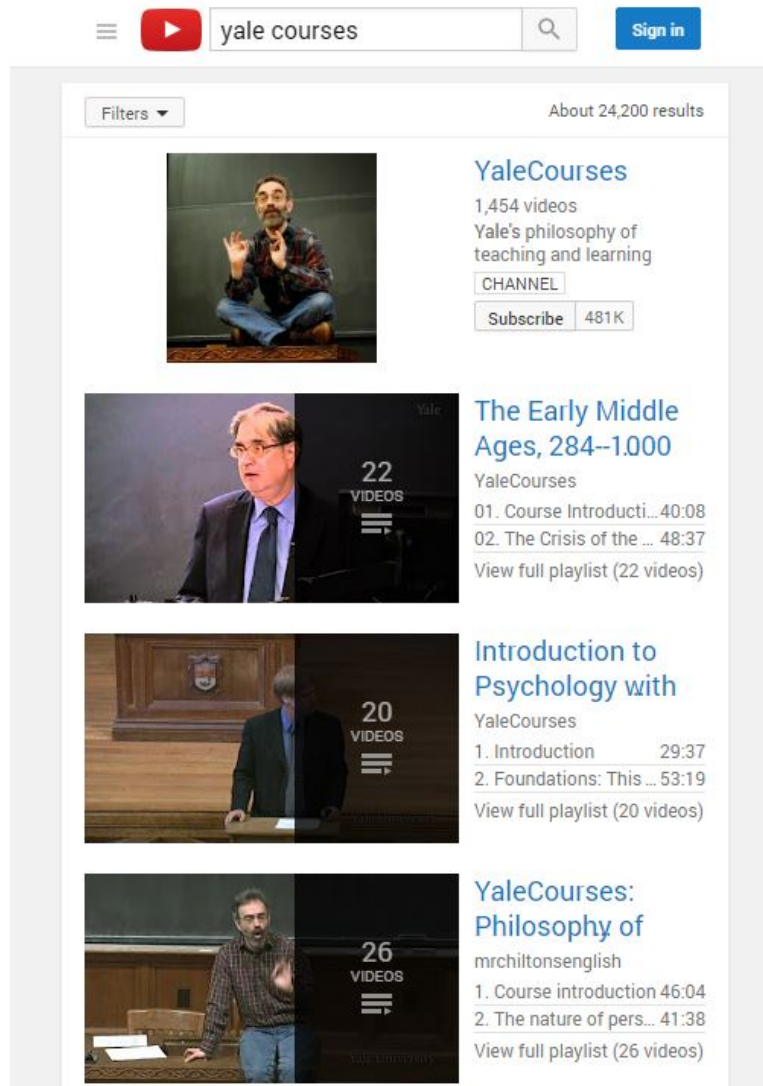 yale courses
Sign in
Filters
About 24,200 results
YaleCourses
1,454 videos
Yale's philosophy of
teaching and learning
CHANNEL
Subscribe 481K
Yale
22
VIDEOS
The Early Middle
Ages, 284--1000
YaleCourses
01. Course Introducti... 40:08
02. The Crisis of the ... 48:37
View full playlist (22 videos)
20
VIDEOS
Introduction to
Psychology with
YaleCourses
1. Introduction 29:37
2. Foundations: This ... 53:19
View full playlist (20 videos)
26
VIDEOS
Yale University
YaleCourses:
Philosophy of
mrchiltonsenglish
1. Course introduction 46:04
2. The nature of pers... 41:38
View full playlist (26 videos)